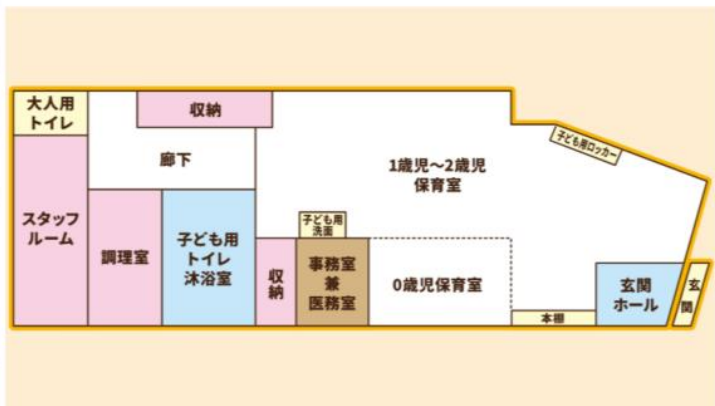 大人用
トイレ
収納
子ども用ロッカー
廊下
1歳児〜2歳児
保育室
スタッフ
ルーム
調理室
子ども用
トイレ
沐浴室
子ども用
洗面
収
納
事務室
兼
医務室
0歳児保育室
本棚
玄関
ホール
玄
関